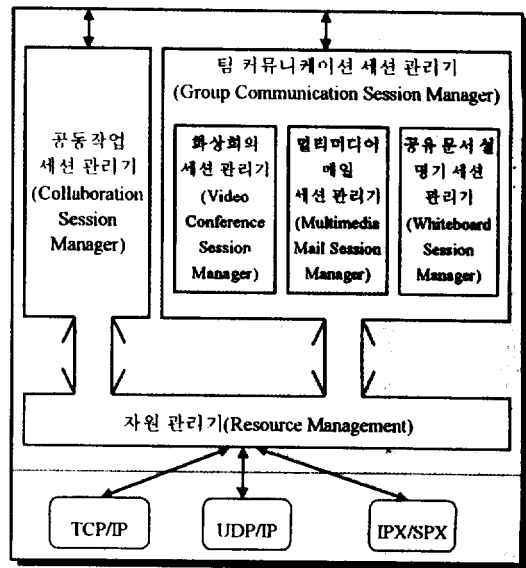 팀 커뮤니케이션 세션 관리기
(Group Communication Session Manager)
공동작업
세션 관리기
(Collaboration
Session
Manager)
화상회의
세션 관리기
(Video
Conference
Session
Manager)
멀티미디어
메일
세션 관리기
(Multimedia
Mail Session
Manager)
공유 문서 설
명기 세션
관리기
(Whiteboard
Session
Manager)
자원 관리기(Resource Management)
TCP/IP
UDP/IP
IPX/SPX